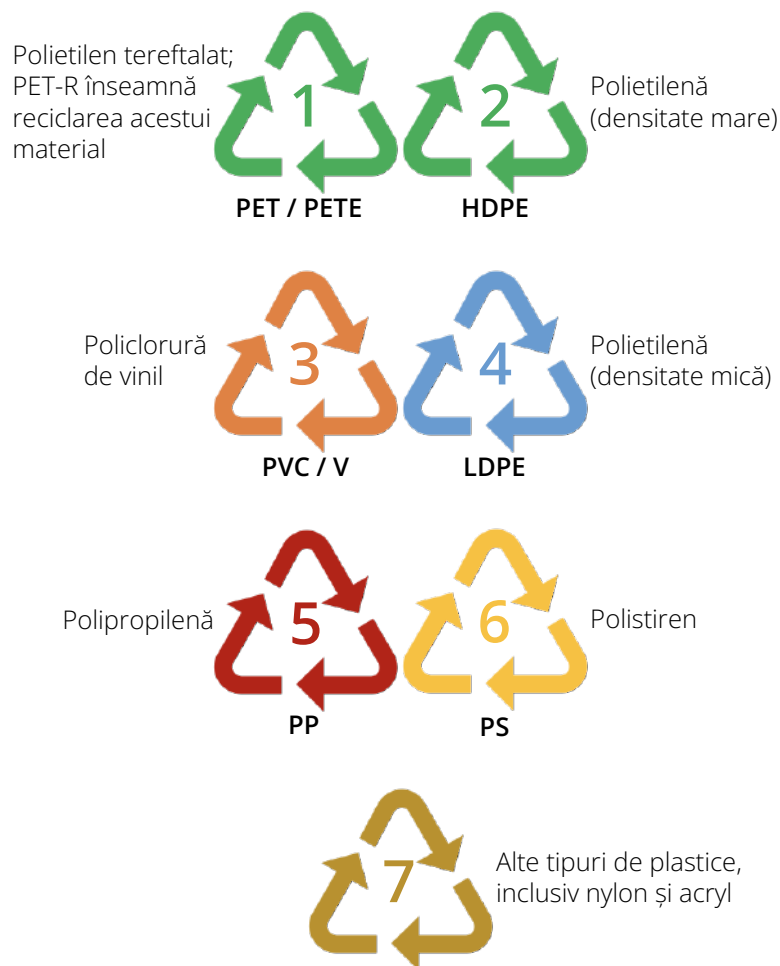 Polietilen tereftalat;
PET-R înseamnă
reciclarea acestui
material
1
PET / PETE
2
HDPE
Polietilenă
(densitate mare)
Policlorură
de vinil
3
PVC / V
4
LDPE
Polietilenă
(densitate mică)
Polipropilenă
5
PP
6
PS
Polistiren
7
Alte tipuri de plastice,
inclusiv nylon și acryl